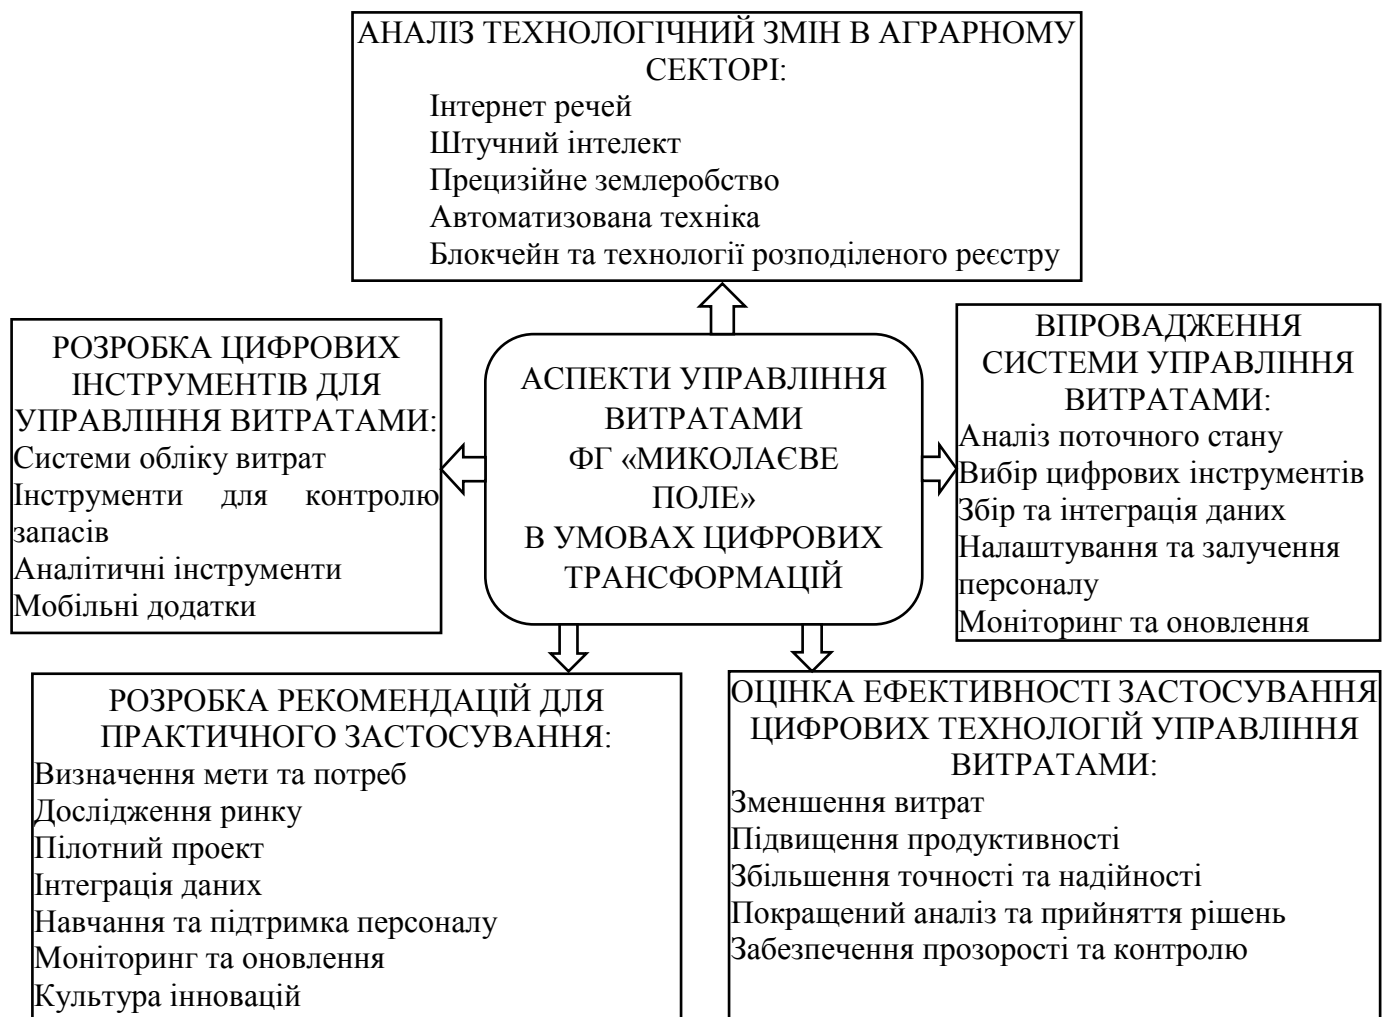 АНАЛІЗ ТЕХНОЛОГІЧНИЙ ЗМІН В АГРАРНОМУ
СЕКТОРІ:
Інтернет речей
Штучний інтелект
Прецизійне землеробство
Автоматизована техніка
Блокчейн та технології розподіленого реєстру
РОЗРОБКА ЦИФРОВИХ
ІНСТРУМЕНТІВ ДЛЯ
УПРАВЛІННЯ ВИТРАТАМИ:
Системи обліку витрат
Інструменти для контролю
запасів
Аналітичні інструменти
Мобільні додатки
АСПЕКТИ УПРАВЛІННЯ
ВИТРАТАМИ
ФГ «МИКОЛАЄВЕ
ПОЛЕ»
В УМОВАХ ЦИФРОВИХ
ТРАНСФОРМАЦІЙ
ВПРОВАДЖЕННЯ
СИСТЕМИ УПРАВЛІННЯ
ВИТРАТАМИ:
Аналіз поточного стану
Вибір цифрових інструментів
Збір та інтеграція даних
Налаштування та залучення
персоналу
Моніторинг та оновлення
РОЗРОБКА РЕКОМЕНДАЦІЙ ДЛЯ
ПРАКТИЧНОГО ЗАСТОСУВАННЯ:
Визначення мети та потреб
Дослідження ринку
Пілотний проект
Інтеграція даних
Навчання та підтримка персоналу
Моніторинг та оновлення
Культура інновацій
ОЦІНКА ЕФЕКТИВНОСТІ ЗАСТОСУВАННЯ
ЦИФРОВИХ ТЕХНОЛОГІЙ УПРАВЛІННЯ
ВИТРАТАМИ:
Зменшення витрат
Підвищення продуктивності
Збільшення точності та надійності
Покращений аналіз та прийняття рішень
Забезпечення прозорості та контролю